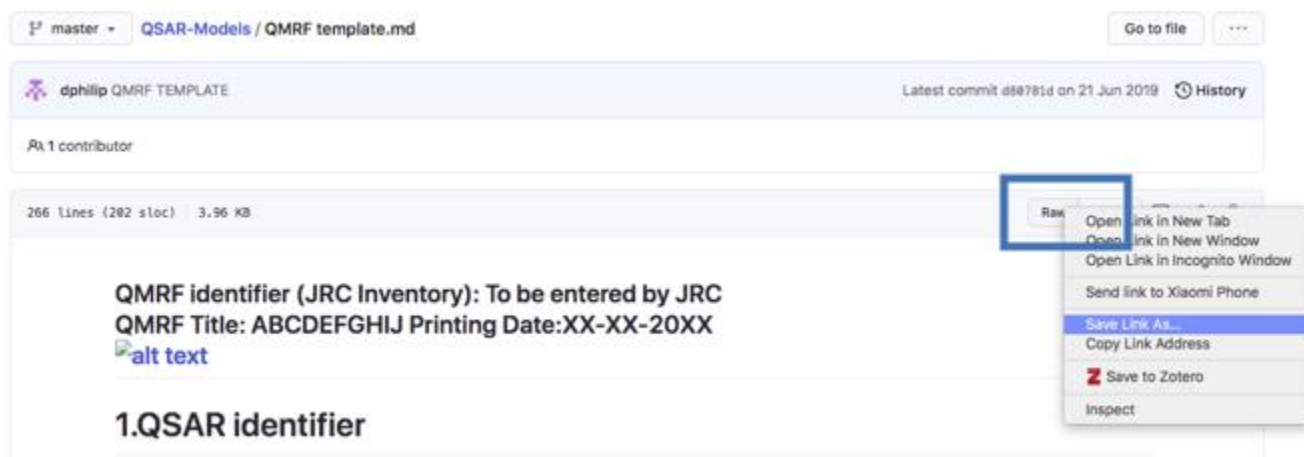 master QSAR-Models / QMRF template.md Go to file ...
dphilip QMRF TEMPLATE Latest commit d80781d on 21 Jun 2019 History
1 contributor
266 lines (202 sloc) 3.96 KB Raw
Open Link in New Tab
Open Link in New Window
Open Link in Incognito Window
Send link to Xiaomi Phone
Save Link As...
Copy Link Address
Z Save to Zotero
Inspect
QMRF identifier (JRC Inventory): To be entered by JRC
QMRF Title: ABCDEFGHIJ Printing Date:XX-XX-20XX
alt text
1.QSAR identifier